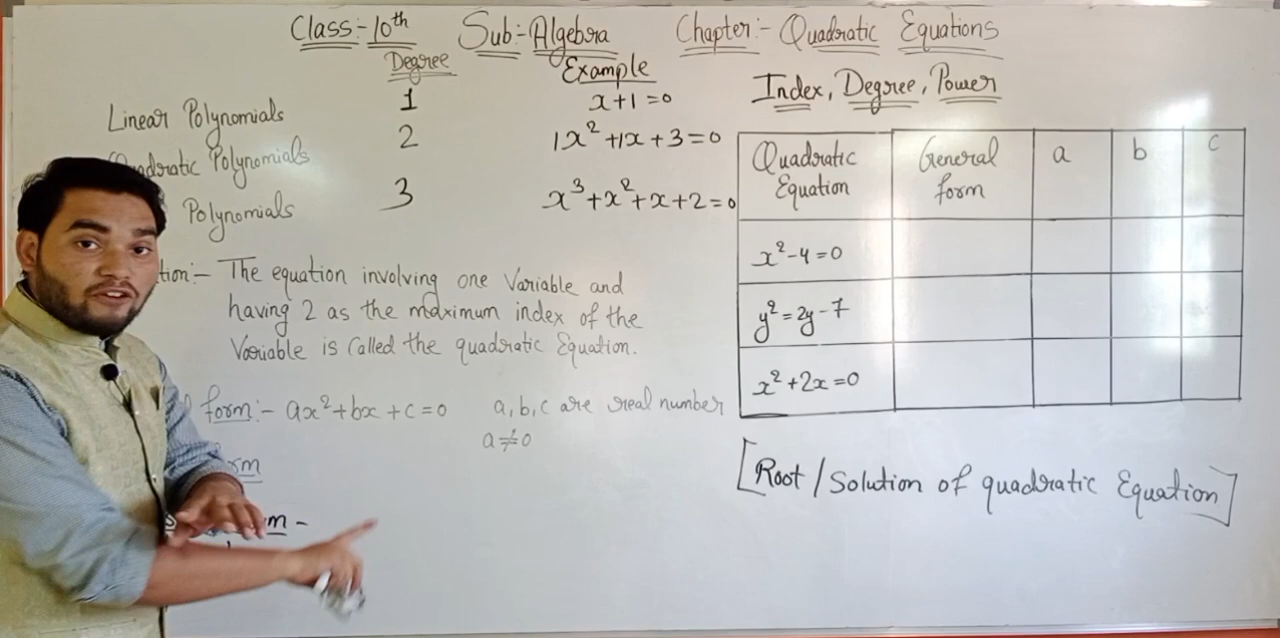 Class:- 10th Sub:- Algebra Chapter:- Quadratic Equations
Degree Example
Linear Polynomials 1 x+1=0
Polynomials 2 1x²+1x+3=0
Polynomials 3 x³+x²+x+2=0
tion:- The equation involving one Variable and
having 2 as the maximum index of the
Variable is Called the quadratic Equation.
form:- ax²+bx+c=0 a, b, c are real number
a≠0
Index, Degree, Power
Quadratic Equation General form a b c
x²-4=0
y²=2y-7
x²+2x=0
[Root / Solution of quadratic Equation]